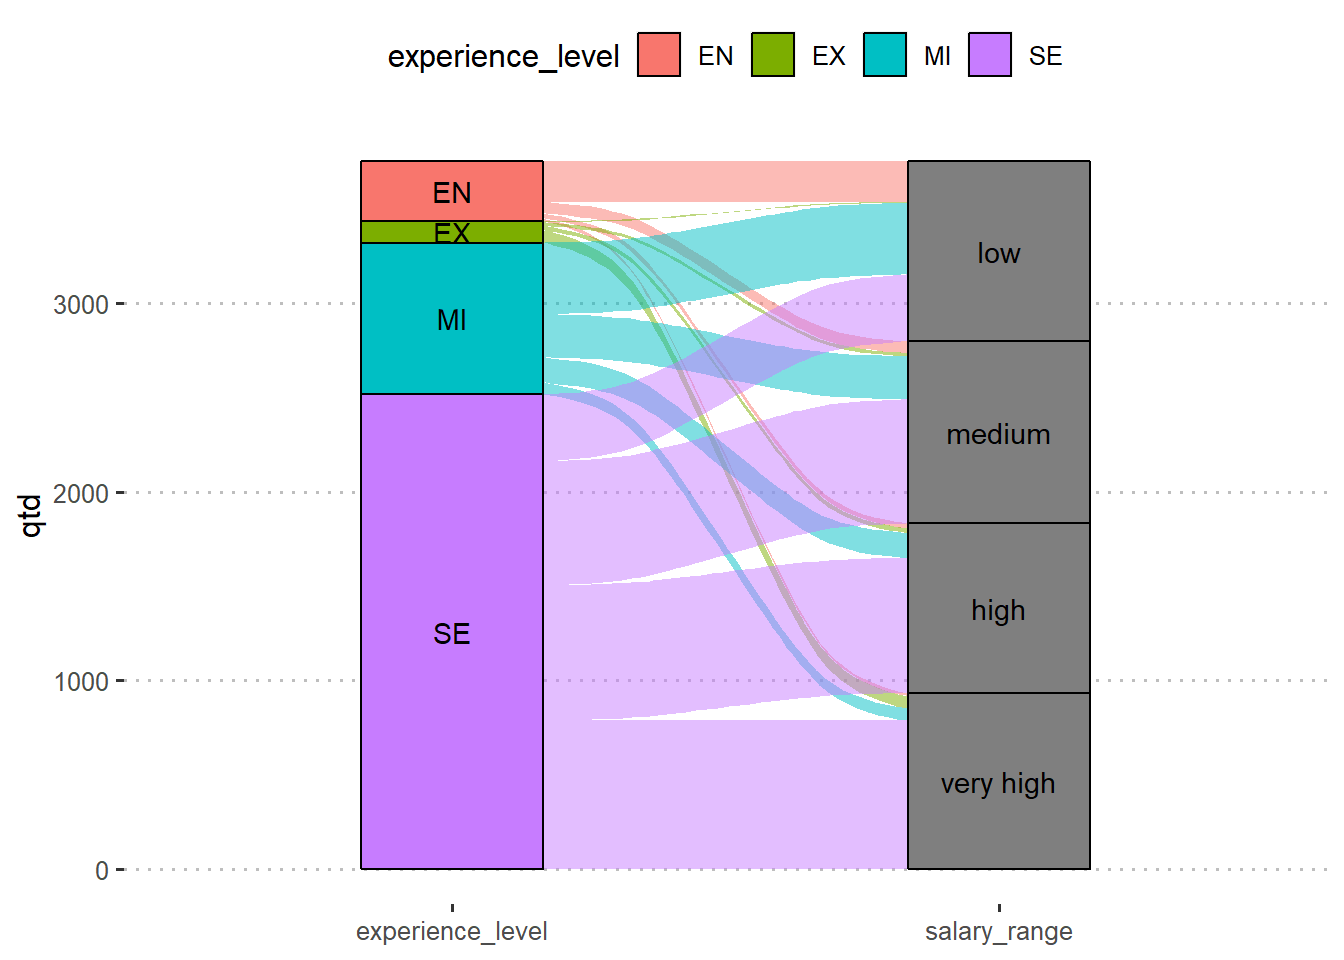 experience_level EN EX MI SE
EN
EX
MI
SE
low
medium
high
very high
3000
2000
1000
0
qtd
experience_level salary_range